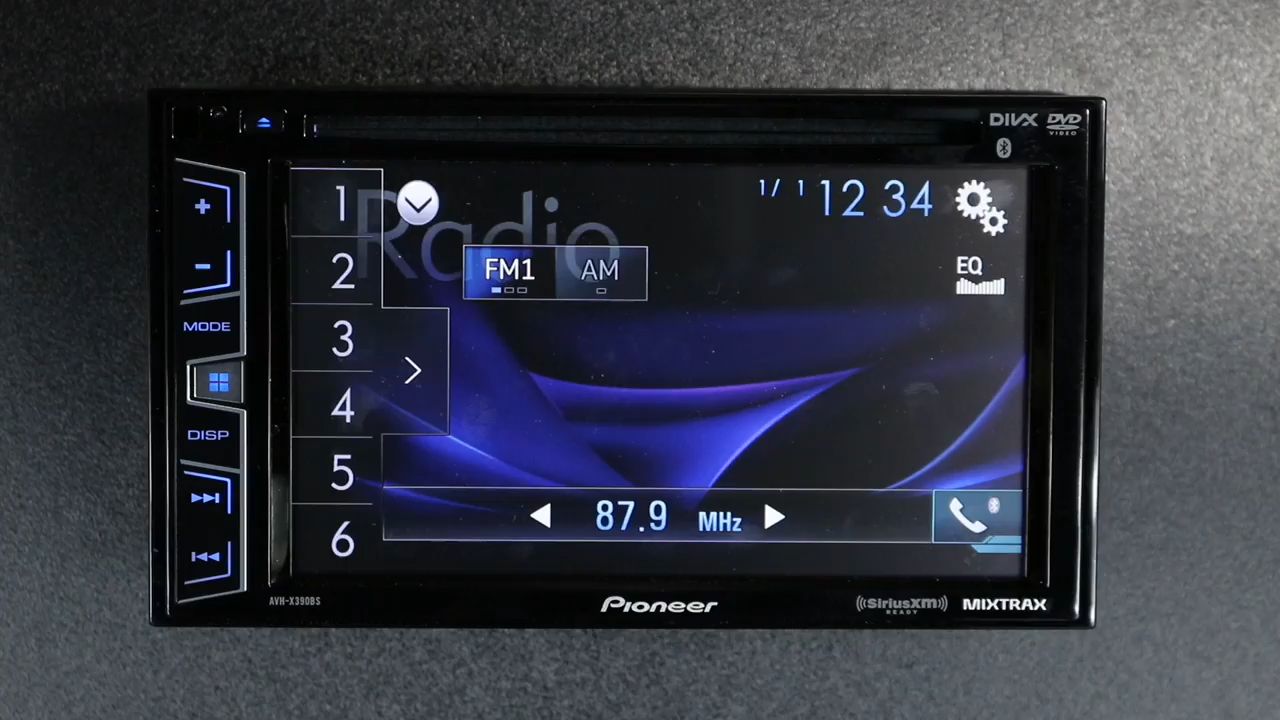 DIVX DVD VIDEO
+
-
MODE
DISP
1
2
3
4
5
6
Radio
FM1 AM
1/ 1 12 34
EQ
87.9 MHz
AVH-X390BS
Pioneer
((SiriusXM))
READY
MIXTRAX